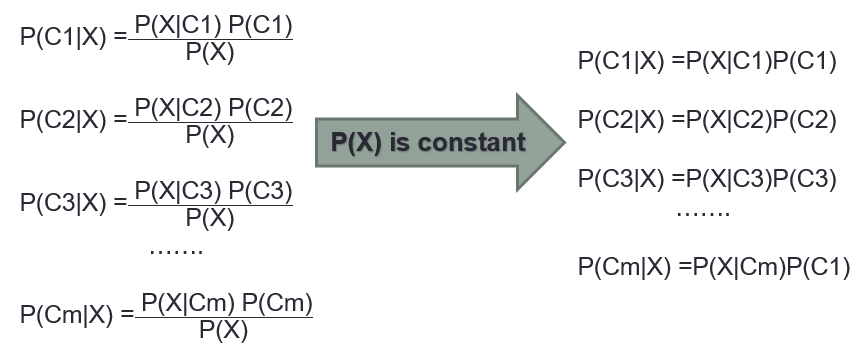 P(C1|X) = P(X|C1) P(C1)
P(X)
P(C2|X) = P(X|C2) P(C2)
P(X)
P(C3|X) = P(X|C3) P(C3)
P(X)
.......
P(Cm|X) = P(X|Cm) P(Cm)
P(X)
P(X) is constant
P(C1|X) =P(X|C1)P(C1)
P(C2|X) =P(X|C2)P(C2)
P(C3|X) =P(X|C3)P(C3)
.......
P(Cm|X) =P(X|Cm)P(C1)